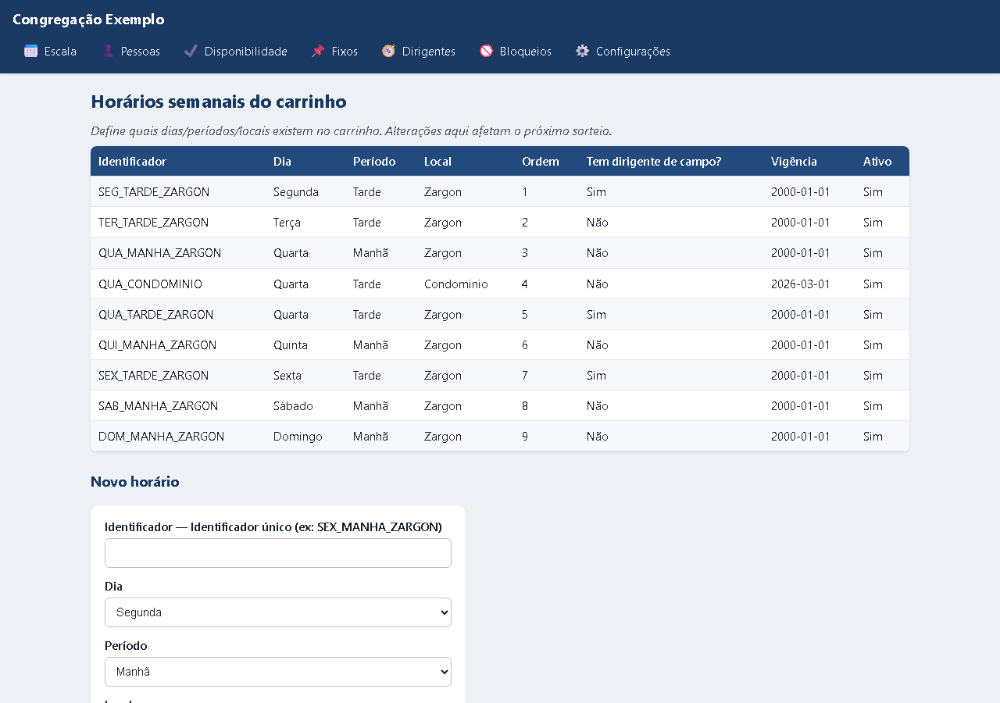 Congregação Exemplo
Escala Pessoas Disponibilidade Fixos Dirigentes Bloqueios Configurações
Horários semanais do carrinho
Define quais dias/períodos/locais existem no carrinho. Alterações aqui afetam o próximo sorteio.
Identificador Dia Período Local Ordem Tem dirigente de campo? Vigência Ativo
SEG_TARDE_ZARGON Segunda Tarde Zargon 1 Sim 2000-01-01 Sim
TER_TARDE_ZARGON Terça Tarde Zargon 2 Não 2000-01-01 Sim
QUA_MANHA_ZARGON Quarta Manhã Zargon 3 Não 2000-01-01 Sim
QUA_CONDOMINIO Quarta Tarde Condominio 4 Não 2026-03-01 Sim
QUA_TARDE_ZARGON Quarta Tarde Zargon 5 Sim 2000-01-01 Sim
QUI_MANHA_ZARGON Quinta Manhã Zargon 6 Não 2000-01-01 Sim
SEX_TARDE_ZARGON Sexta Tarde Zargon 7 Sim 2000-01-01 Sim
SAB_MANHA_ZARGON Sábado Manhã Zargon 8 Não 2000-01-01 Sim
DOM_MANHA_ZARGON Domingo Manhã Zargon 9 Não 2000-01-01 Sim
Novo horário
Identificador — Identificador único (ex: SEX_MANHA_ZARGON)
Dia
Segunda
Período
Manhã